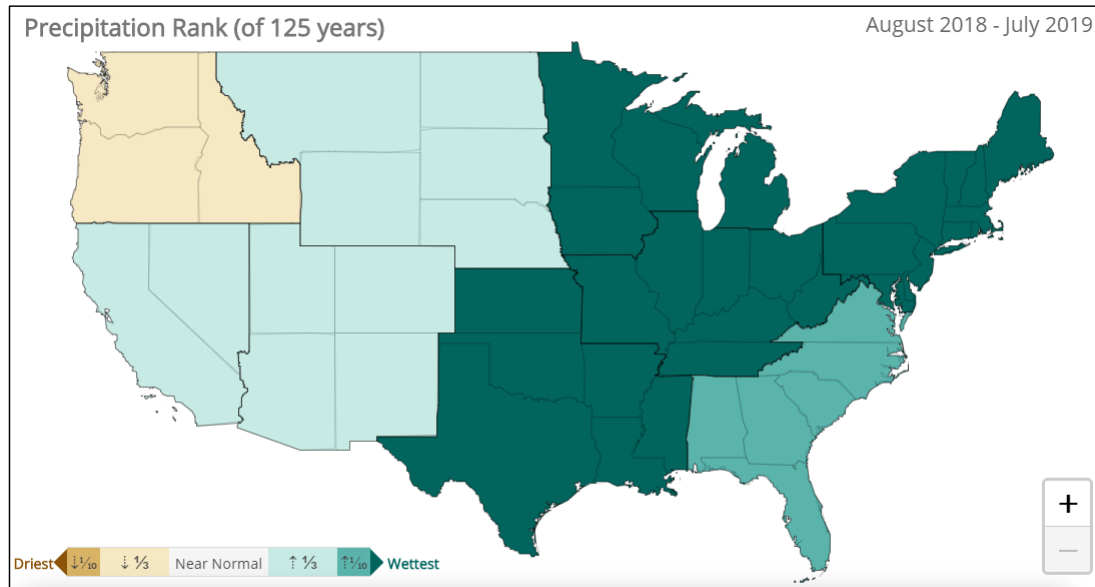 Precipitation Rank (of 125 years)
August 2018 - July 2019
+
−
Driest ↓⅒ ↓ ⅓ Near Normal ↑ ⅓ ↑⅒ Wettest